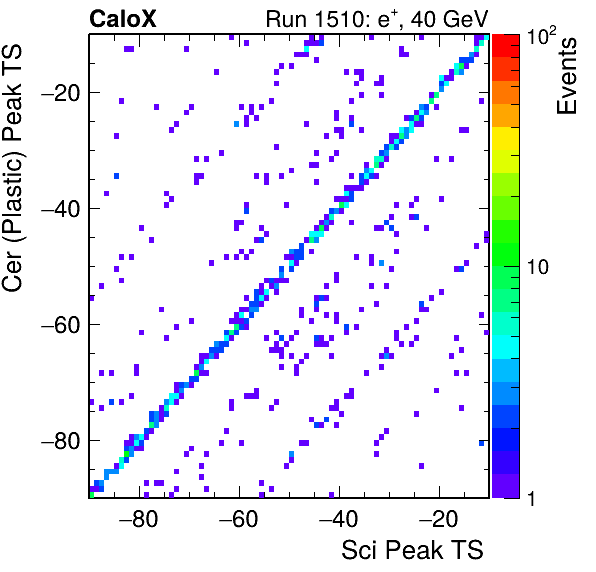 CaloX Run 1510: e⁺, 40 GeV
10²
10
1
Events
Cer (Plastic) Peak TS
−20
−40
−60
−80
−80 −60 −40 −20
Sci Peak TS